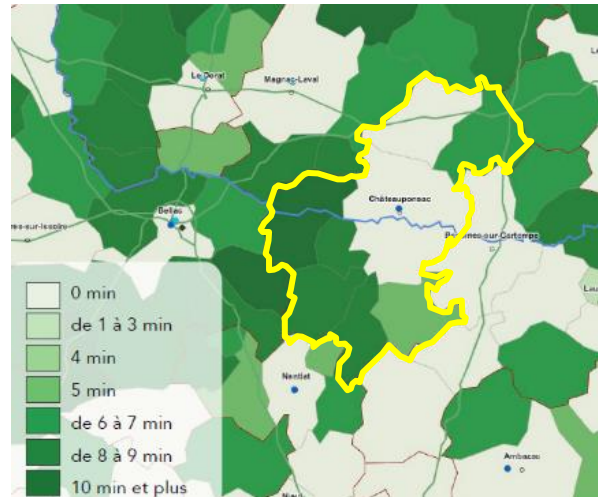 Le Dorat
Magnac-Laval
Châteauponsac
Bellac
Nantiat
Ambazac
0 min
de 1 à 3 min
4 min
5 min
de 6 à 7 min
de 8 à 9 min
10 min et plus